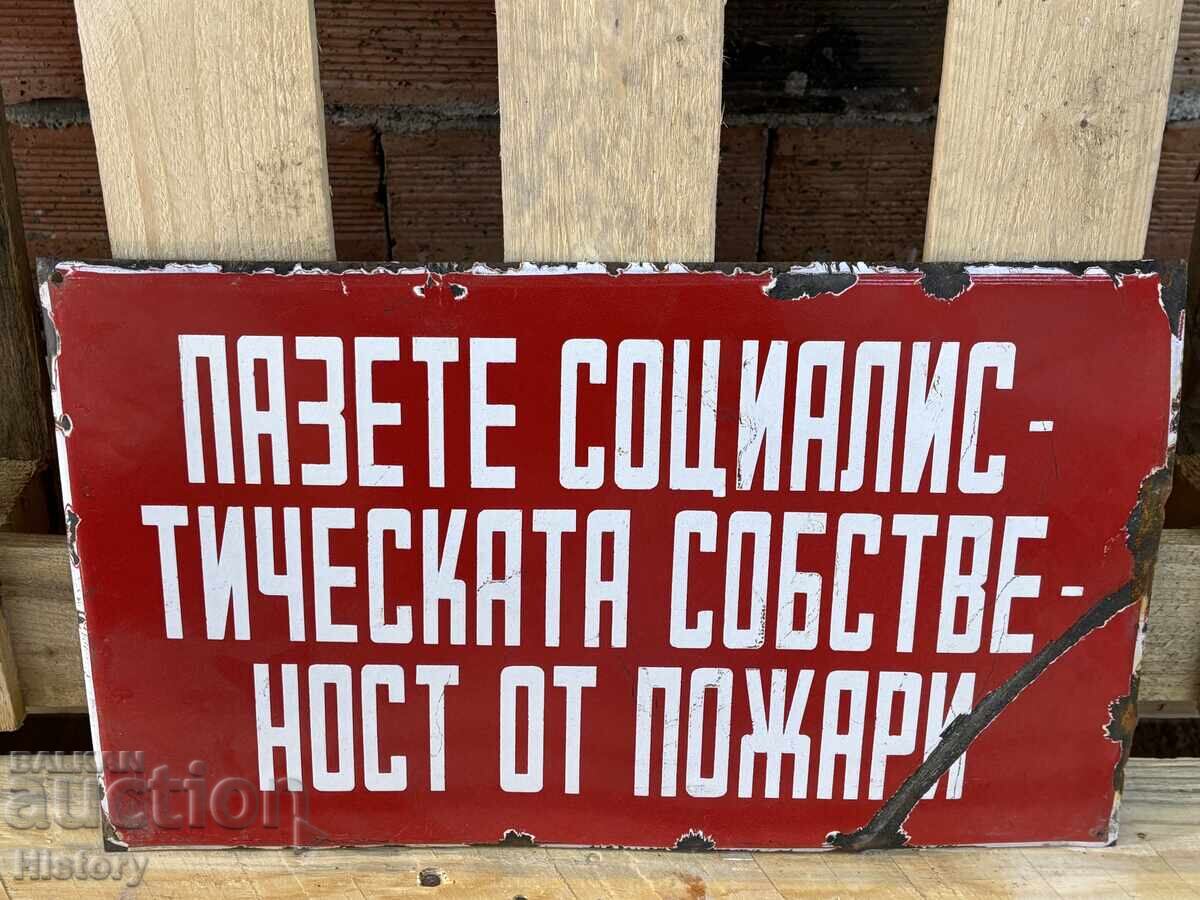 ПАЗЕТЕ СОЦИАЛИС-
ТИЧЕСКАТА СОБСТВЕ-
НОСТ ОТ ПОЖАРИ
BALKAN
auction
History